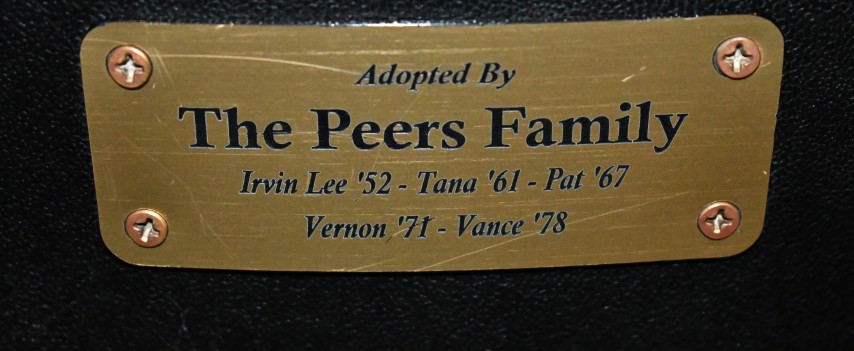 Adopted By
The Peers Family
Irvin Lee '52 - Tana '61 - Pat '67
Vernon '71 - Vance '78